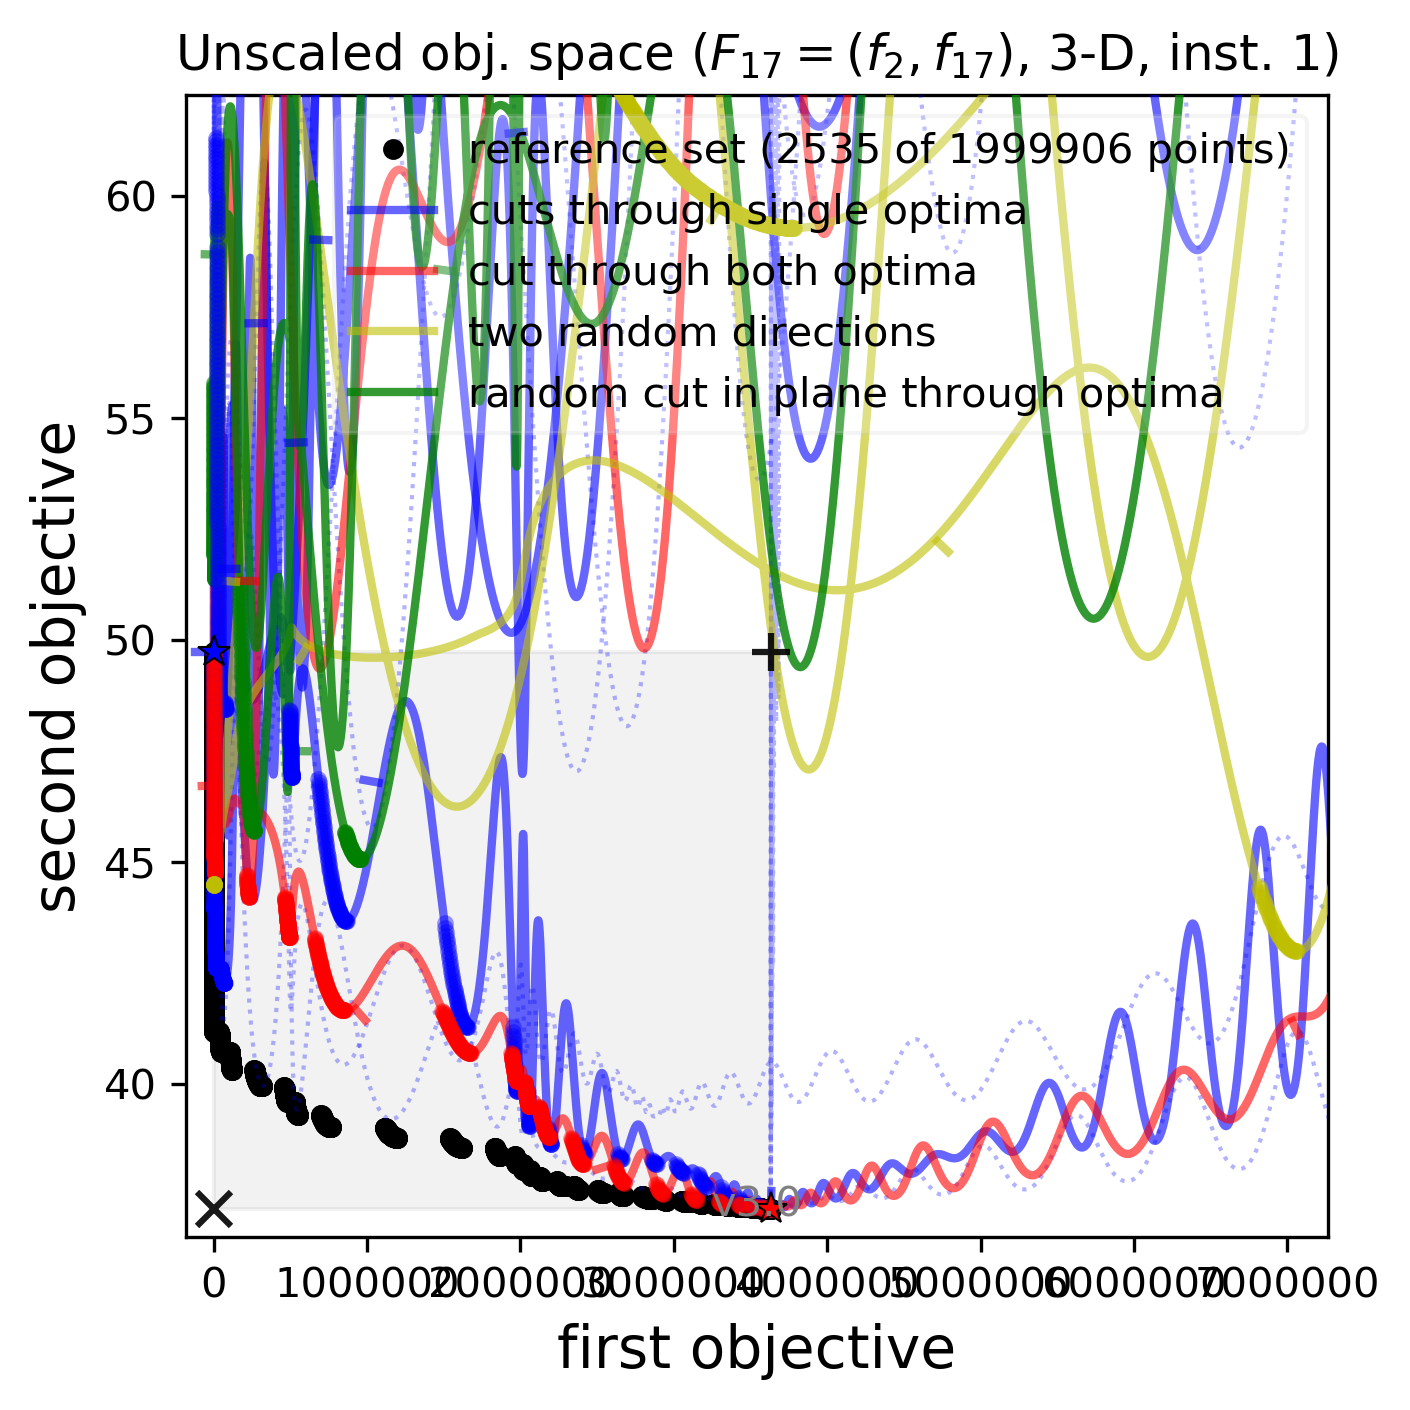 Unscaled obj. space (F₁₇ = (f₂, f₁₇), 3-D, inst. 1)
reference set (2535 of 1999906 points)
cuts through single optima
cut through both optima
two random directions
random cut in plane through optima
60
55
50
45
40
second objective
0 1000000 2000000 3000000 4000000 5000000 6000000 7000000
first objective